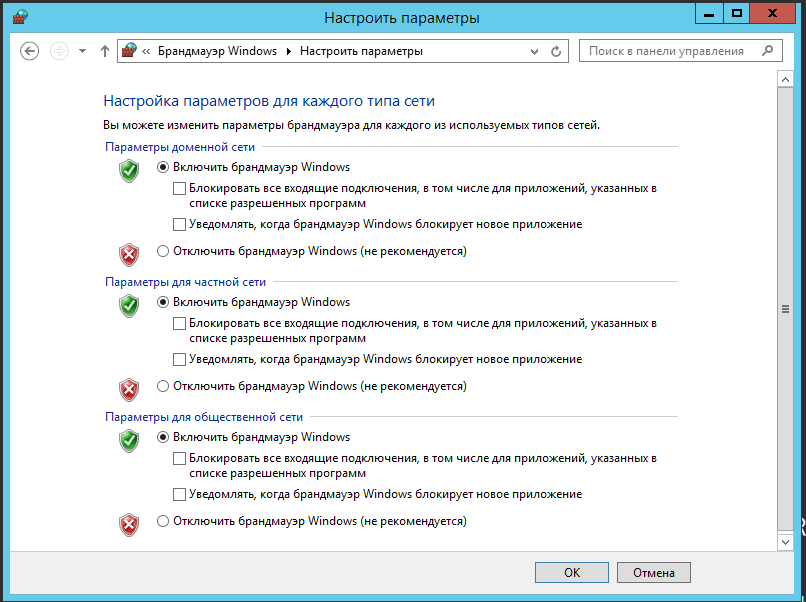 Настроить параметры
« Брандмауэр Windows Настроить параметры
Поиск в панели управления
Настройка параметров для каждого типа сети
Вы можете изменить параметры брандмауэра для каждого из используемых типов сетей.
Параметры доменной сети
Включить брандмауэр Windows
Блокировать все входящие подключения, в том числе для приложений, указанных в
списке разрешенных программ
Уведомлять, когда брандмауэр Windows блокирует новое приложение
Отключить брандмауэр Windows (не рекомендуется)
Параметры для частной сети
Включить брандмауэр Windows
Блокировать все входящие подключения, в том числе для приложений, указанных в
списке разрешенных программ
Уведомлять, когда брандмауэр Windows блокирует новое приложение
Отключить брандмауэр Windows (не рекомендуется)
Параметры для общественной сети
Включить брандмауэр Windows
Блокировать все входящие подключения, в том числе для приложений, указанных в
списке разрешенных программ
Уведомлять, когда брандмауэр Windows блокирует новое приложение
Отключить брандмауэр Windows (не рекомендуется)
OK Отмена